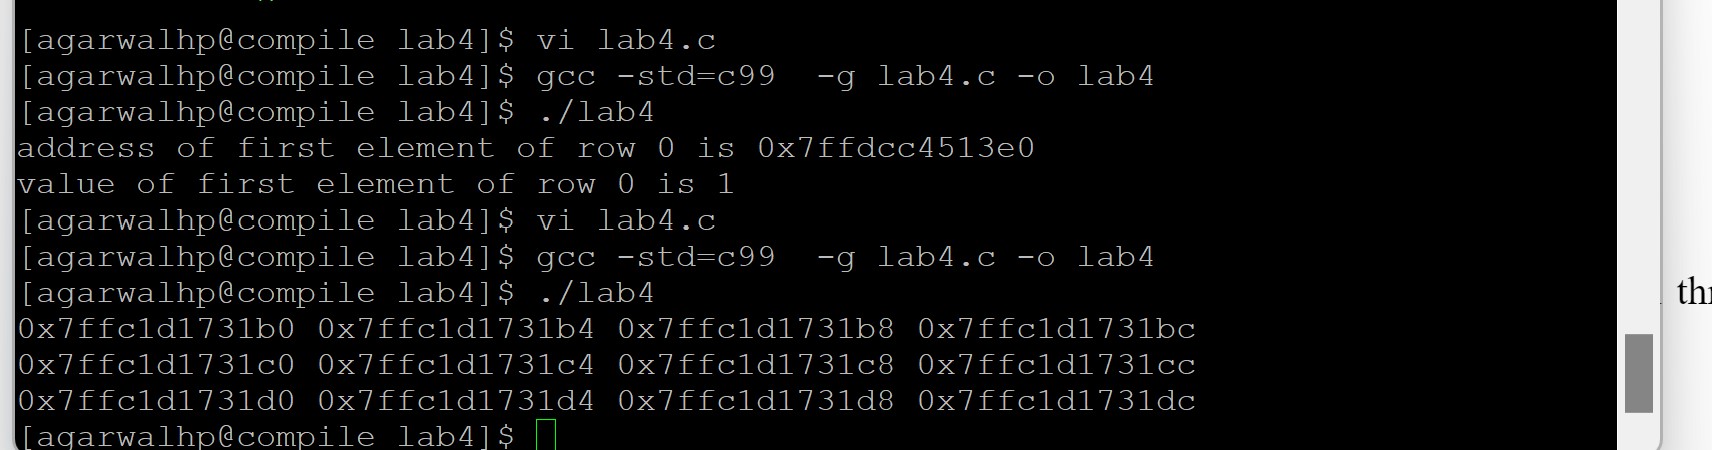 [agarwalhp@compile lab4]$ vi lab4.c
[agarwalhp@compile lab4]$ gcc -std=c99  -g lab4.c -o lab4
[agarwalhp@compile lab4]$ ./lab4
address of first element of row 0 is 0x7ffdcc4513e0
value of first element of row 0 is 1
[agarwalhp@compile lab4]$ vi lab4.c
[agarwalhp@compile lab4]$ gcc -std=c99  -g lab4.c -o lab4
[agarwalhp@compile lab4]$ ./lab4
0x7ffc1d1731b0 0x7ffc1d1731b4 0x7ffc1d1731b8 0x7ffc1d1731bc
0x7ffc1d1731c0 0x7ffc1d1731c4 0x7ffc1d1731c8 0x7ffc1d1731cc
0x7ffc1d1731d0 0x7ffc1d1731d4 0x7ffc1d1731d8 0x7ffc1d1731dc
[agarwalhp@compile lab4]$